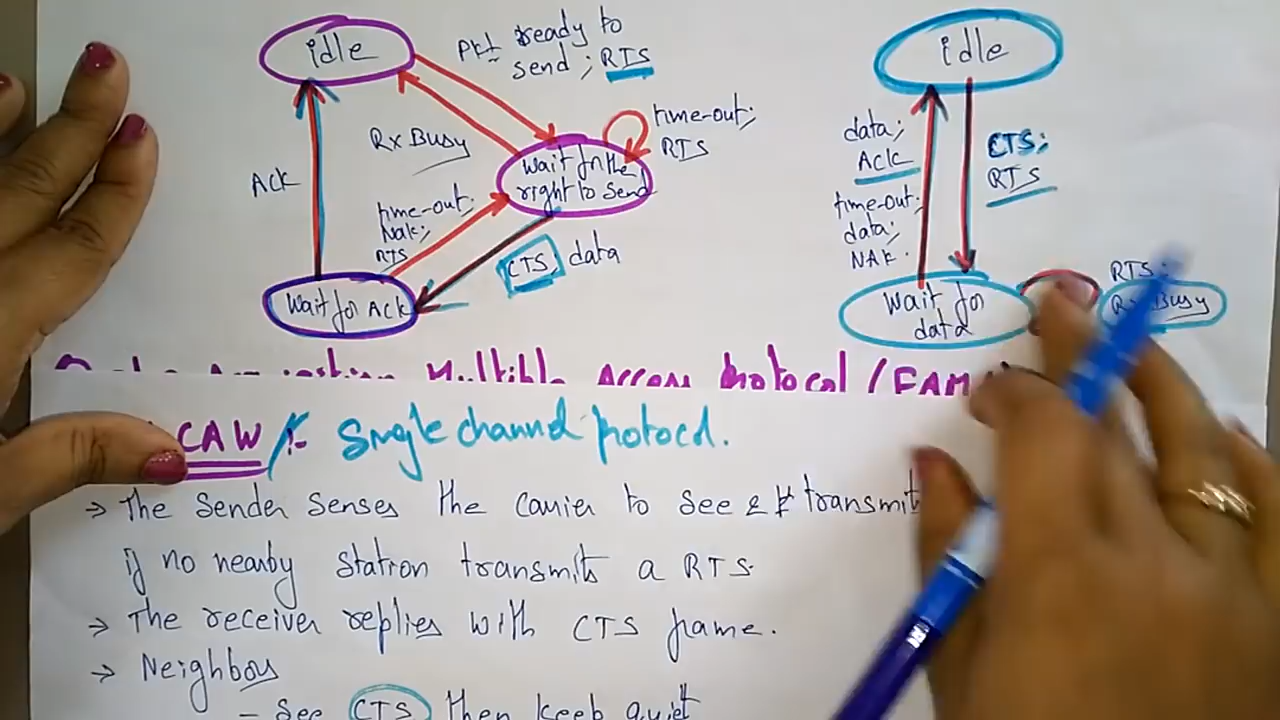 idle
Pkt ready to
send ; RTS
Rx Busy
time-out;
RTS
Wait for the
right to send
ACK
time-out;
Nak;
RTS
CTS; data
Wait for Ack
idle
data;
Ack
time-out;
data;
NAK.
CTS;
RTS
RTS;
Rx Busy
Wait for
data
Multiple Access Protocol (FAM
CAW :- Single channel protocol.
→ The Sender Senses the carrier to see & transmit
if no nearby station transmits a RTS.
→ The receiver replies with CTS frame.
→ Neighbors
- See CTS then keep quiet